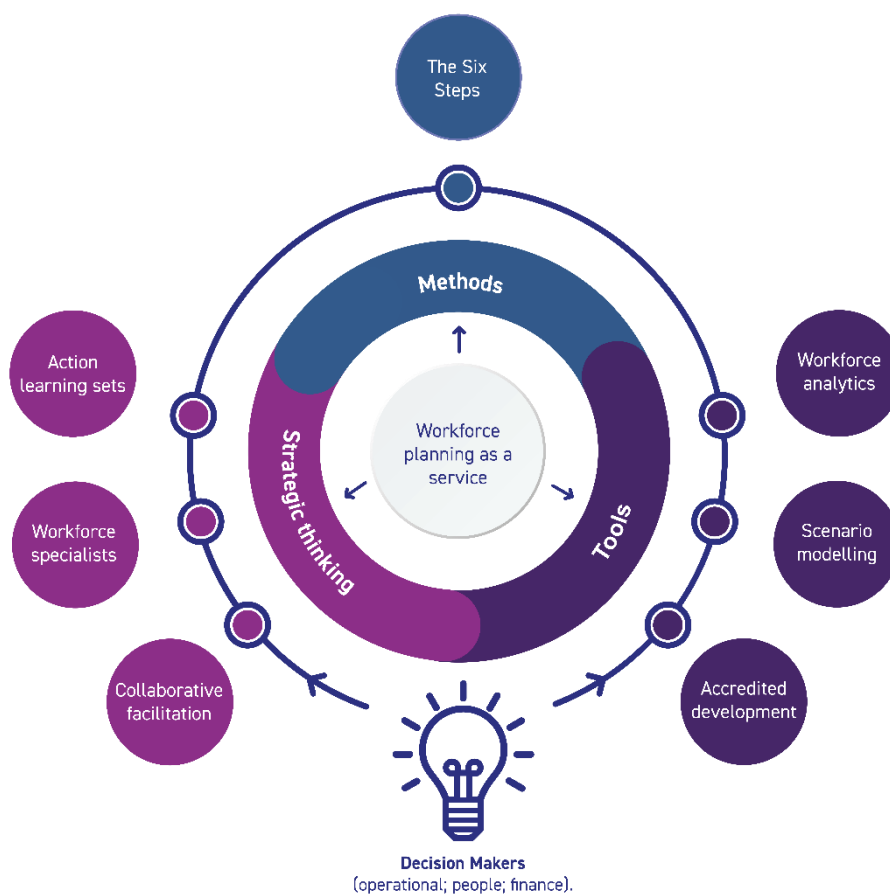 The Six
Steps
Methods
Action
learning sets
Workforce
analytics
Workforce
planning as a
service
Strategic thinking
Tools
Workforce
specialists
Scenario
modelling
Collaborative
facilitation
Accredited
development
Decision Makers
(operational; people; finance).